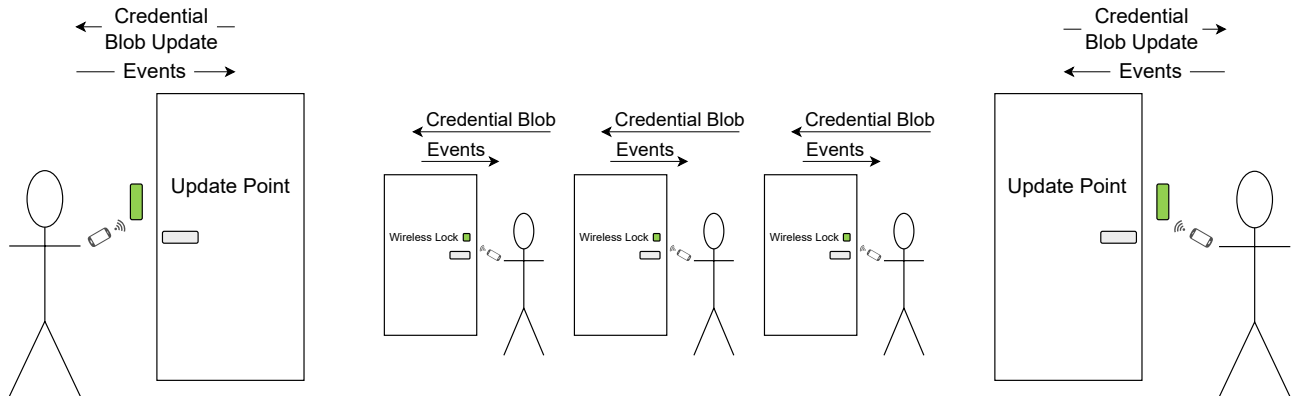 Credential
Blob Update
Events
Update Point
Credential Blob
Events
Wireless Lock
Credential Blob
Events
Wireless Lock
Credential Blob
Events
Wireless Lock
Credential
Blob Update
Events
Update Point